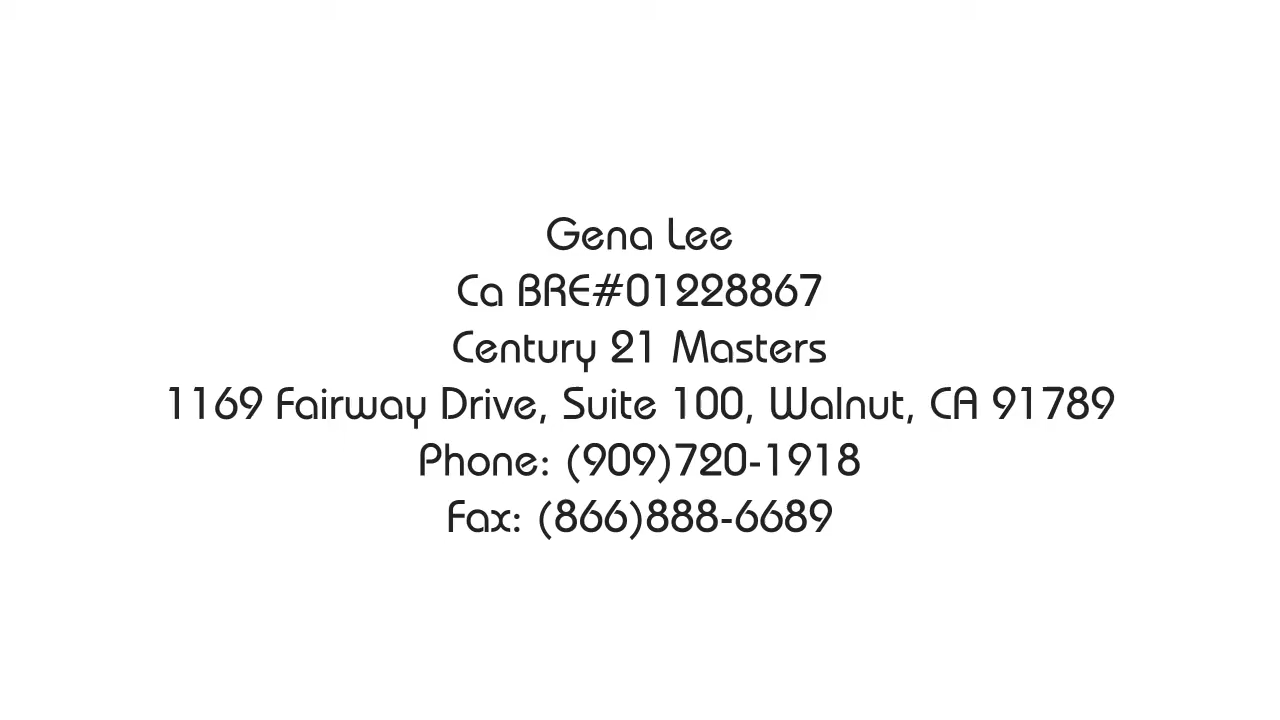 Gena Lee
Ca BRE#01228867
Century 21 Masters
1169 Fairway Drive, Suite 100, Walnut, CA 91789
Phone: (909)720-1918
Fax: (866)888-6689